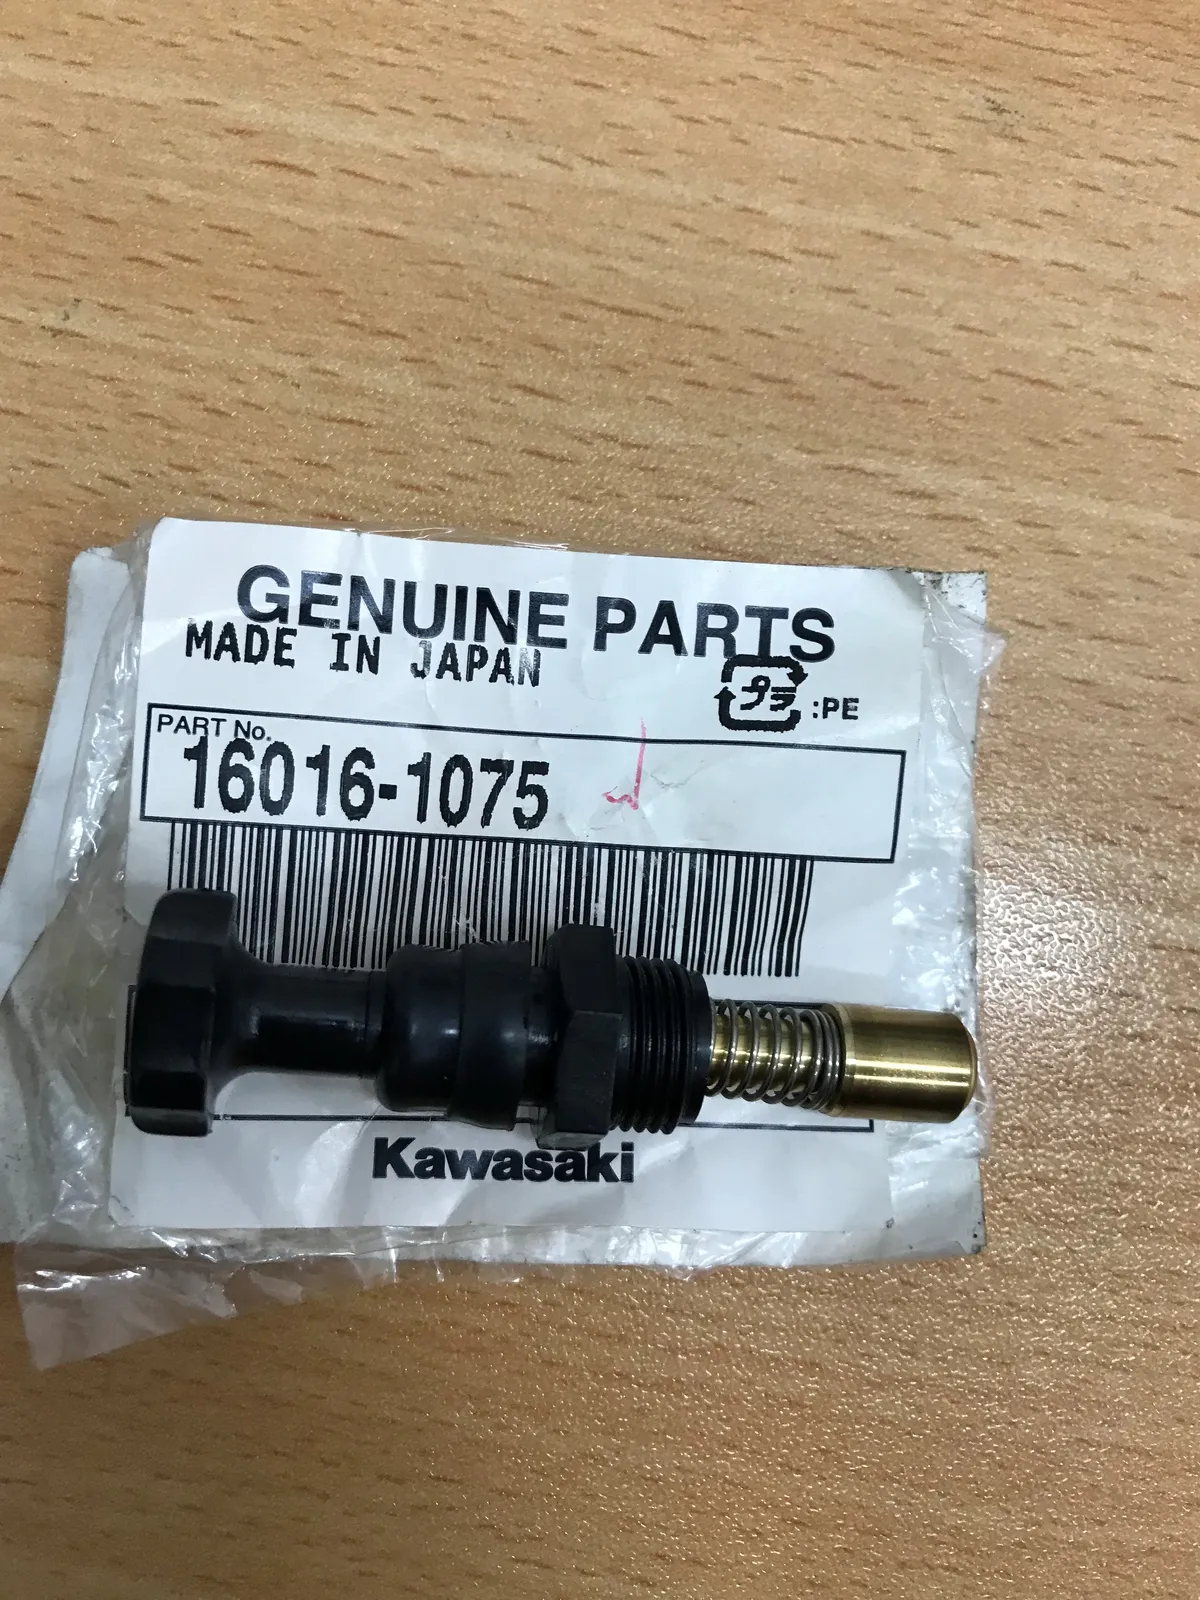 GENUINE PARTS
MADE IN JAPAN
プラ :PE
PART No.
16016-1075
Kawasaki